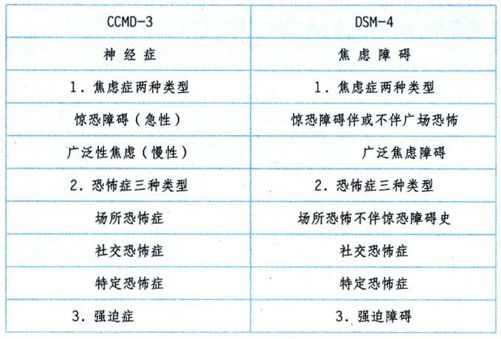 CCMD-3 DSM-4
神经症 焦虑障碍
1. 焦虑症两种类型 1. 焦虑症两种类型
惊恐障碍（急性） 惊恐障碍伴或不伴广场恐怖
广泛性焦虑（慢性） 广泛焦虑障碍
2. 恐怖症三种类型 2. 恐怖症三种类型
场所恐怖症 场所恐怖不伴惊恐障碍史
社交恐怖症 社交恐怖症
特定恐怖症 特定恐怖症
3. 强迫症 3. 强迫障碍